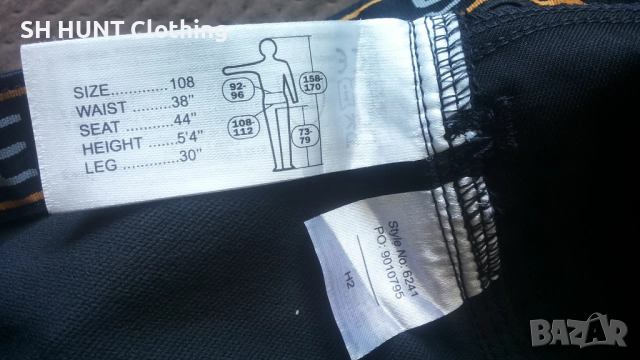 SH HUNT Clothing
SIZE........... 108
WAIST ........ 38"
SEAT .......... 44"
HEIGHT ...... 5'4"
LEG ............ 30"
92-
96
158-
170
108-
112
73-
79
Style No: 6241
PO: 9010795
H2
BAZAR